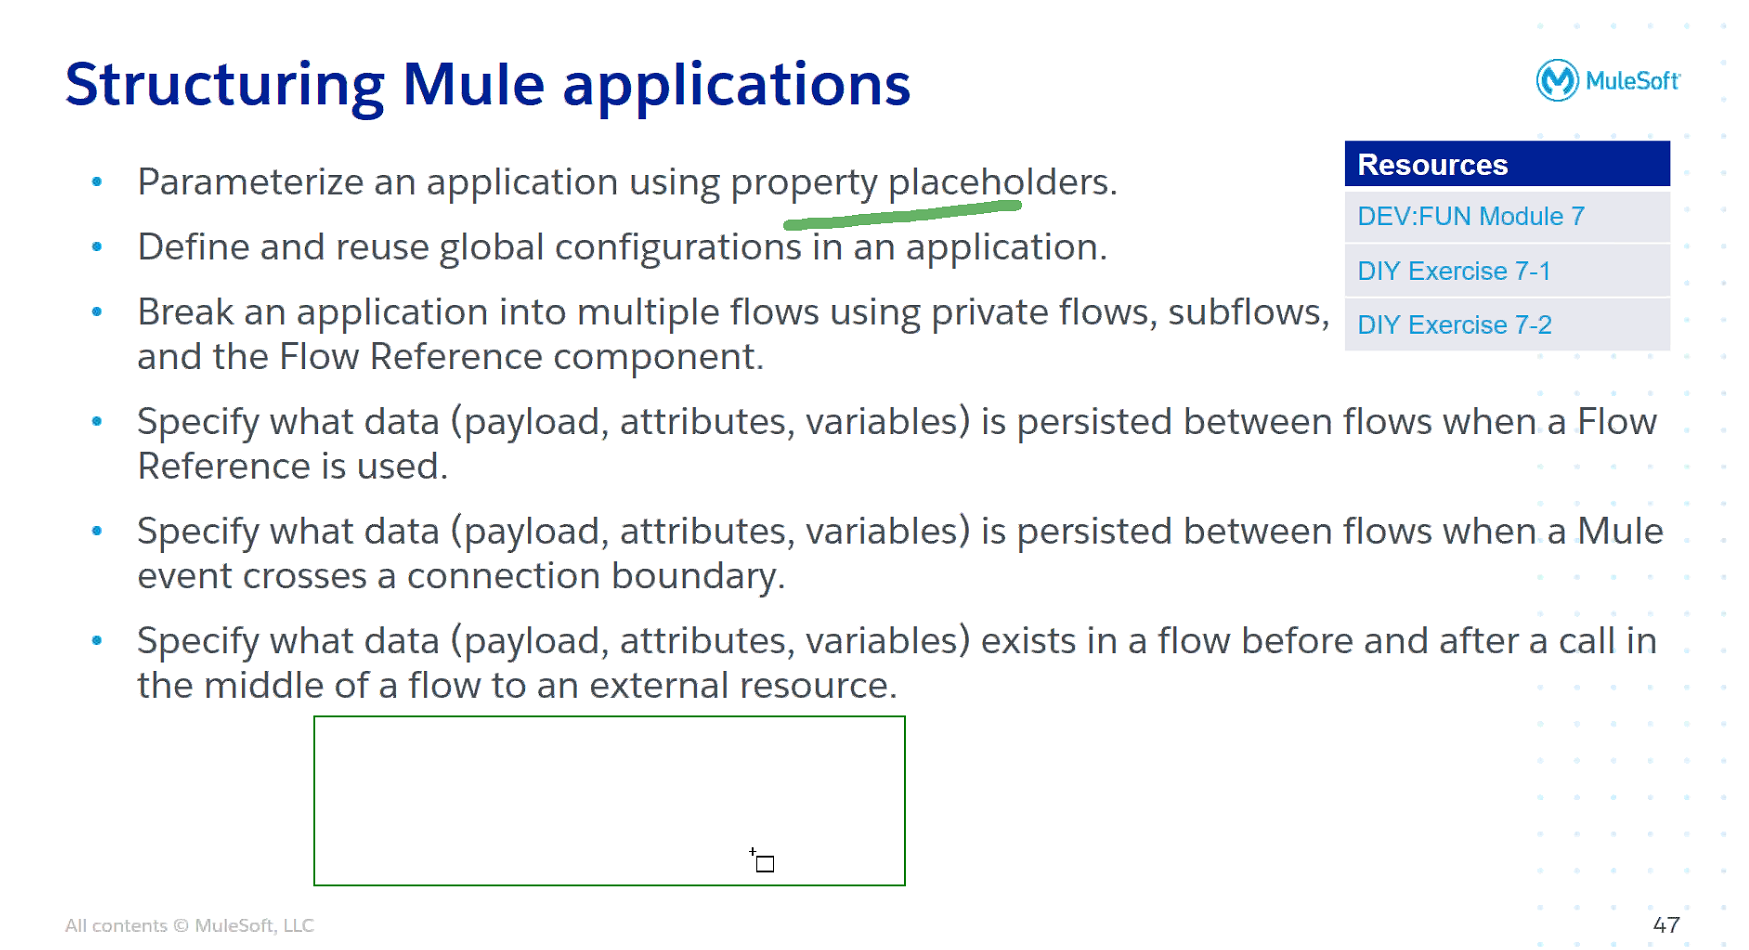 Structuring Mule applications
MuleSoft
• Parameterize an application using property placeholders.
• Define and reuse global configurations in an application.
• Break an application into multiple flows using private flows, subflows,
and the Flow Reference component.
• Specify what data (payload, attributes, variables) is persisted between flows when a Flow
Reference is used.
• Specify what data (payload, attributes, variables) is persisted between flows when a Mule
event crosses a connection boundary.
• Specify what data (payload, attributes, variables) exists in a flow before and after a call in
the middle of a flow to an external resource.
Resources
DEV:FUN Module 7
DIY Exercise 7-1
DIY Exercise 7-2
All contents © MuleSoft, LLC
47